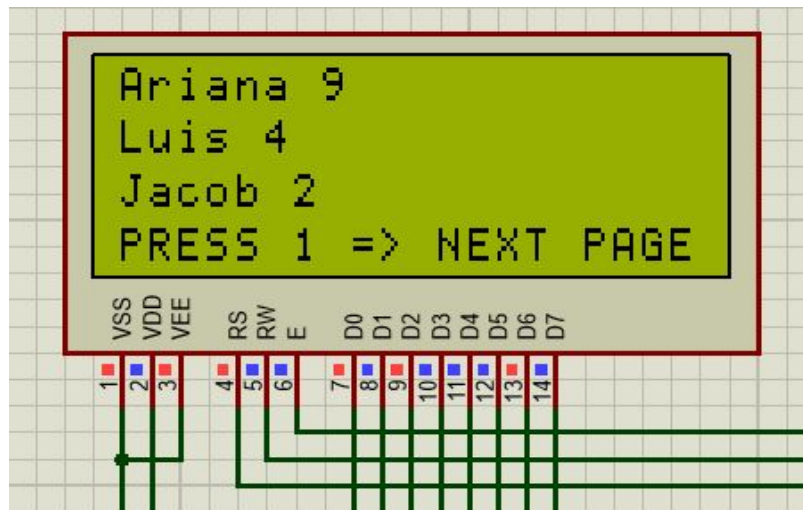 Ariana 9
Luis 4
Jacob 2
PRESS 1 => NEXT PAGE
VSS VDD VEE RS RW E D0 D1 D2 D3 D4 D5 D6 D7
1 2 3 4 5 6 7 8 9 10 11 12 13 14